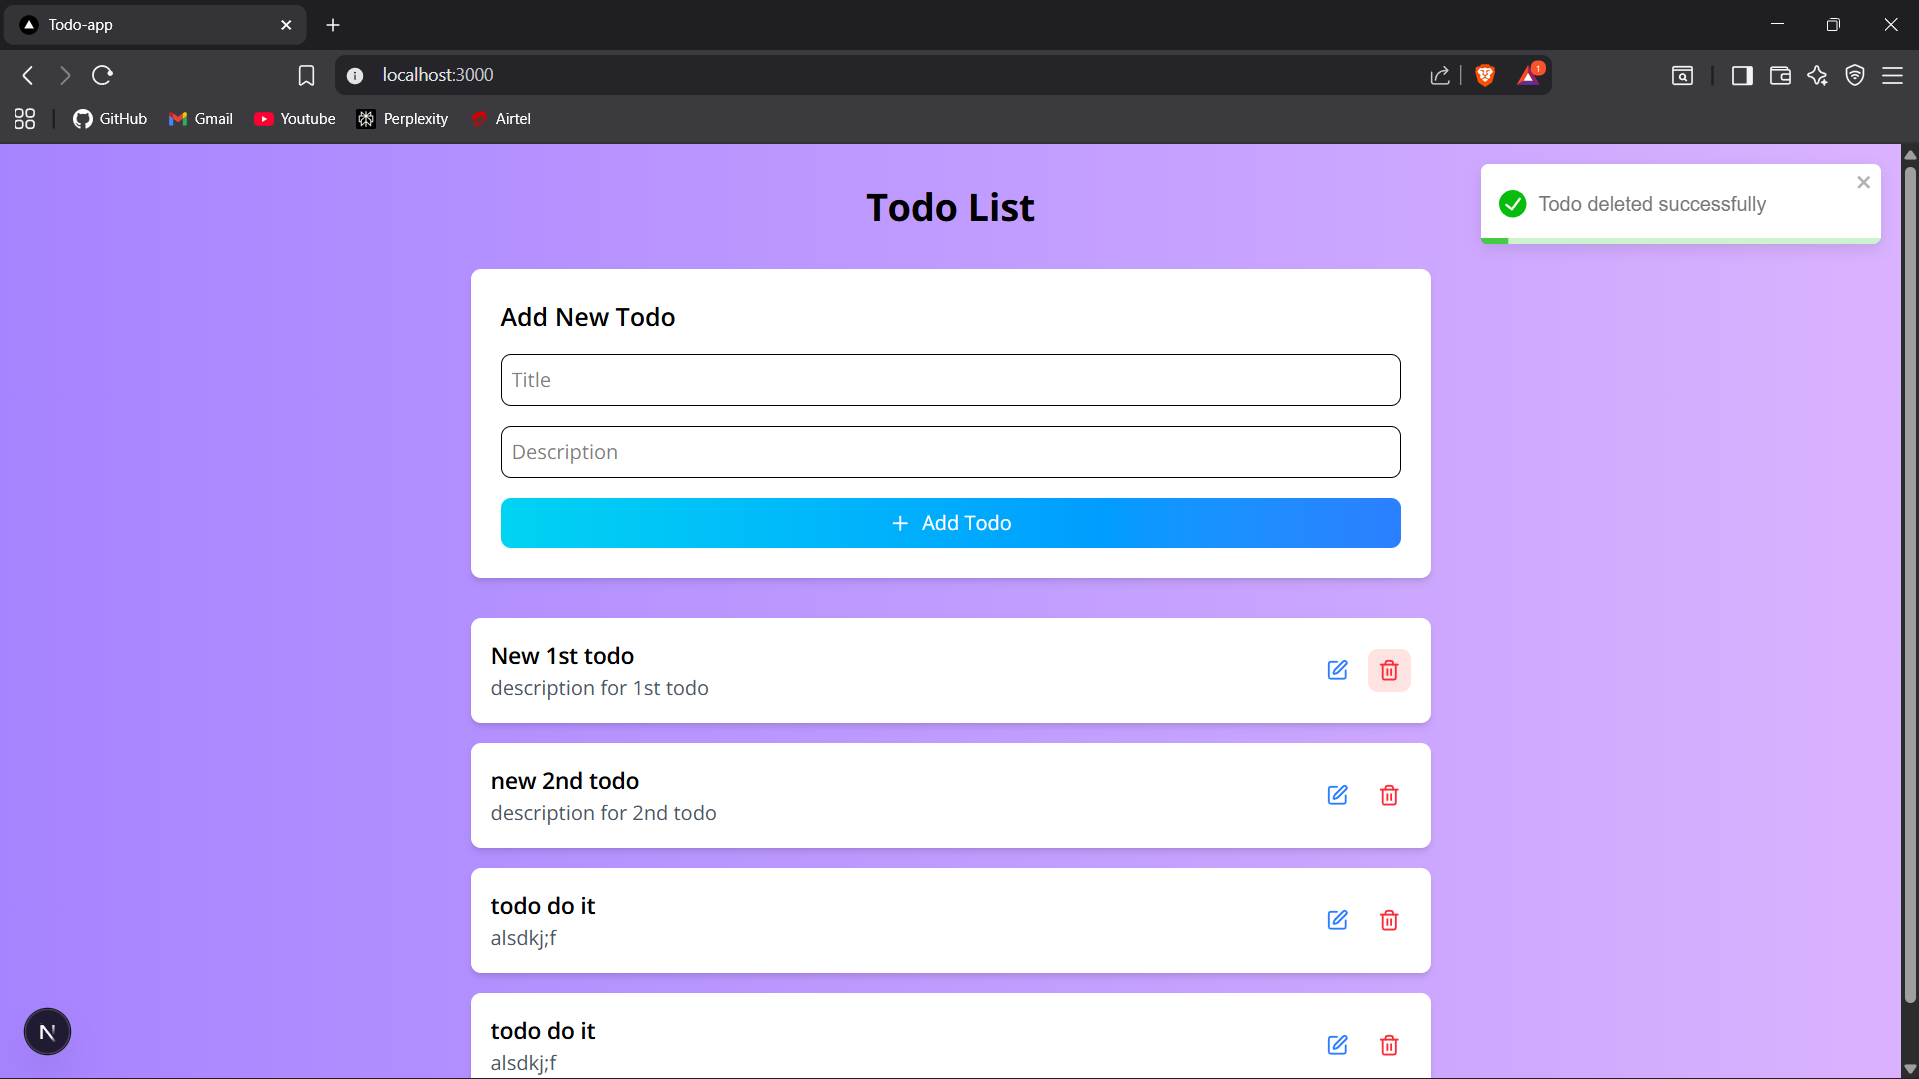 Todo-app
localhost:3000
1
GitHub
Gmail
Youtube
Perplexity
Airtel
Todo List
Todo deleted successfully
Add New Todo
Title
Description
+ Add Todo
New 1st todo
description for 1st todo
new 2nd todo
description for 2nd todo
todo do it
alsdkj;f
todo do it
alsdkj;f
N